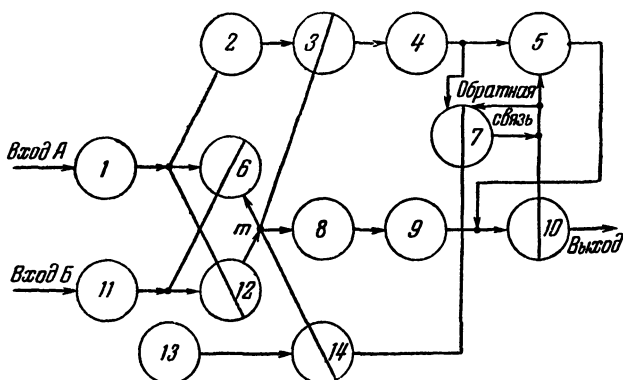 2 3 4 5
Обратная
связь
7
Вход А 1 6
m 8 9 10
Выход
Вход Б 11 12
13 14